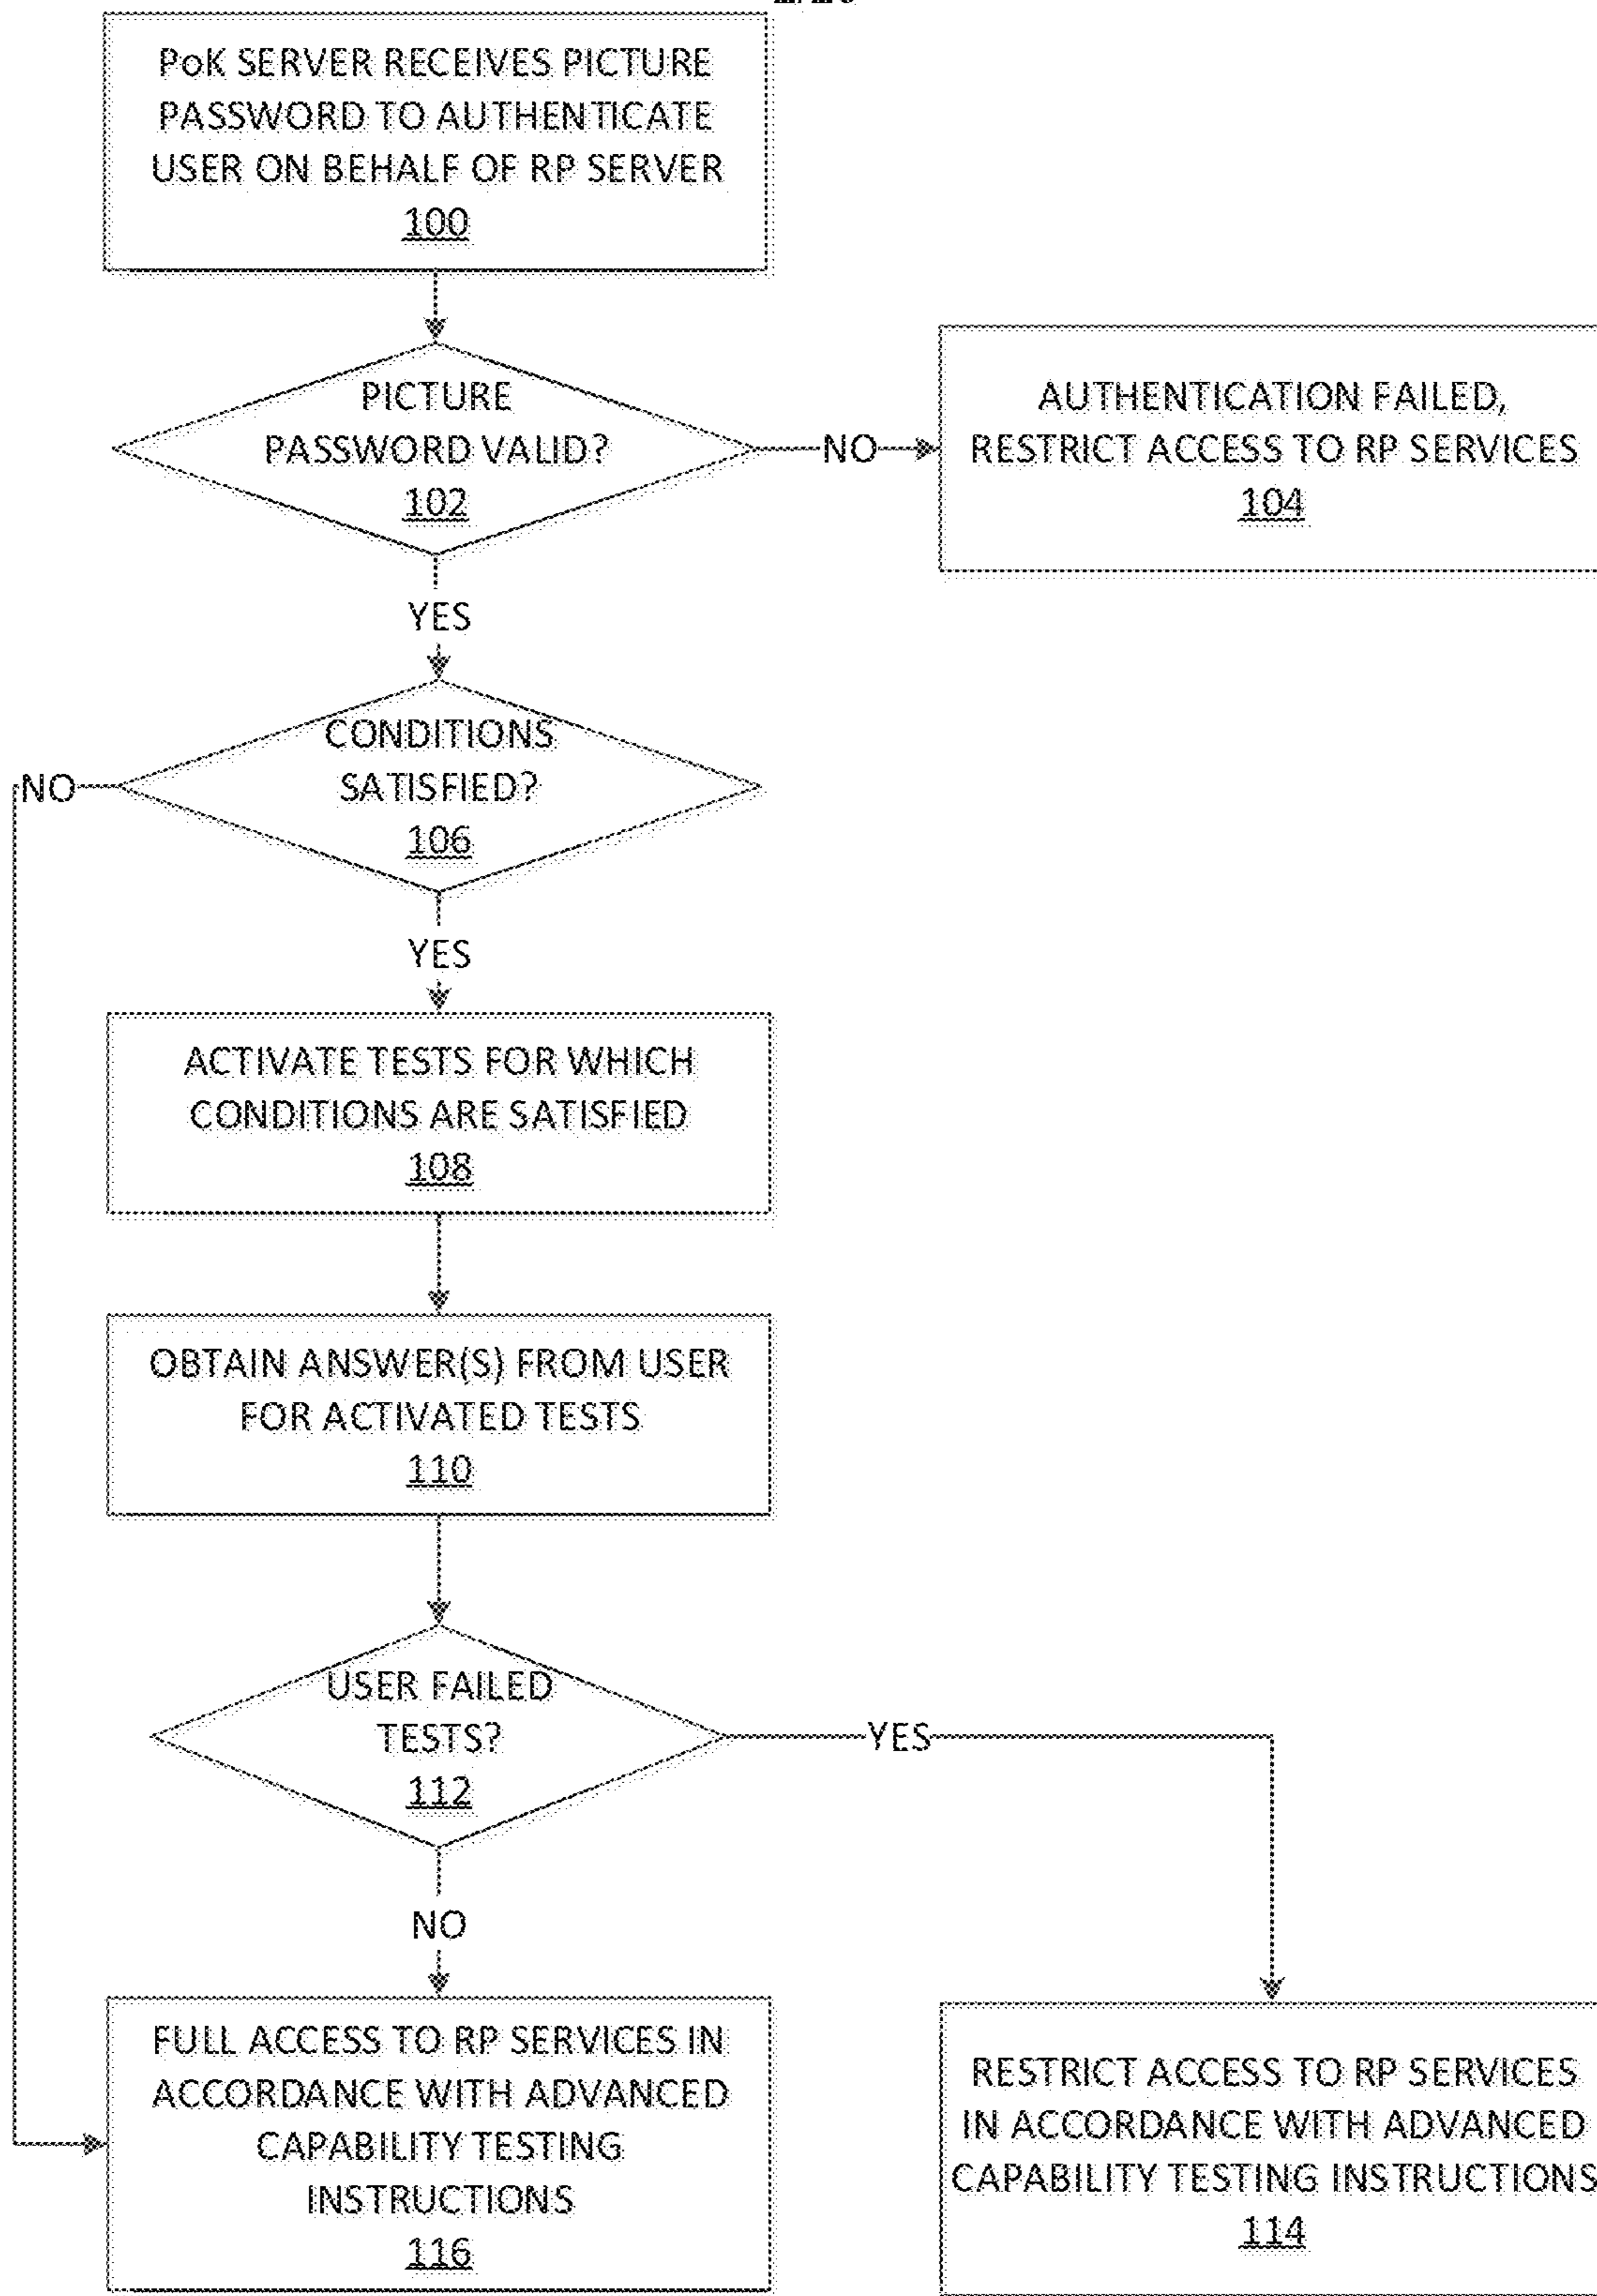 PoK SERVER RECEIVES PICTURE
PASSWORD TO AUTHENTICATE
USER ON BEHALF OF RP SERVER
100
PICTURE
PASSWORD VALID?
102
NO
AUTHENTICATION FAILED,
RESTRICT ACCESS TO RP SERVICES
104
YES
CONDITIONS
SATISFIED?
106
NO
YES
ACTIVATE TESTS FOR WHICH
CONDITIONS ARE SATISFIED
108
OBTAIN ANSWER(S) FROM USER
FOR ACTIVATED TESTS
110
USER FAILED
TESTS?
112
YES
NO
FULL ACCESS TO RP SERVICES IN
ACCORDANCE WITH ADVANCED
CAPABILITY TESTING
INSTRUCTIONS
116
RESTRICT ACCESS TO RP SERVICES
IN ACCORDANCE WITH ADVANCED
CAPABILITY TESTING INSTRUCTIONS
114